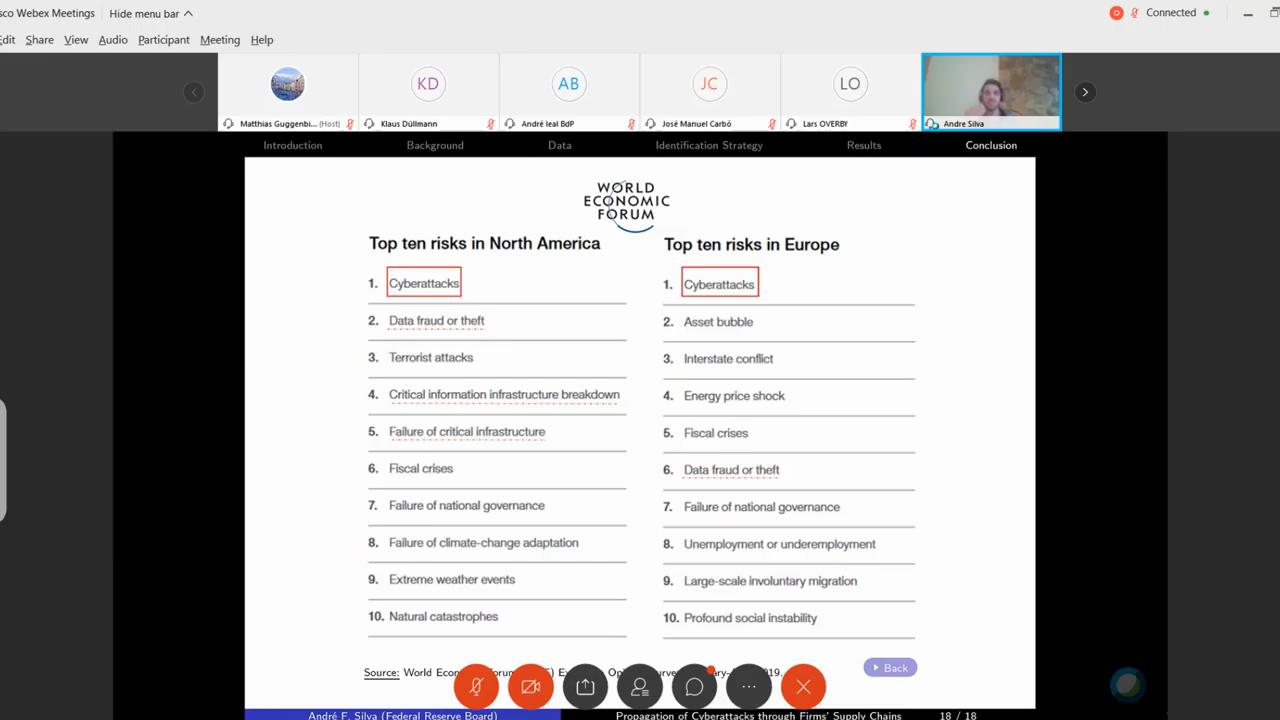 sco Webex Meetings
Hide menu bar
Connected
Edit Share View Audio Participant Meeting Help
KD
AB
JC
LO
Matthias Guggenbi... (Host)
Klaus Düllmann
André leal BdP
José Manuel Carbó
Lars OVERBY
Andre Silva
Introduction Background Data Identification Strategy Results Conclusion
WORLD
ECONOMIC
FORUM
Top ten risks in North America
1. Cyberattacks
2. Data fraud or theft
3. Terrorist attacks
4. Critical information infrastructure breakdown
5. Failure of critical infrastructure
6. Fiscal crises
7. Failure of national governance
8. Failure of climate-change adaptation
9. Extreme weather events
10. Natural catastrophes
Top ten risks in Europe
1. Cyberattacks
2. Asset bubble
3. Interstate conflict
4. Energy price shock
5. Fiscal crises
6. Data fraud or theft
7. Failure of national governance
8. Unemployment or underemployment
9. Large-scale involuntary migration
10. Profound social instability
Source: World 2019.
Back
André F. Silva (Federal Reserve Board)
Propagation of Cyberattacks through Firms' Supply Chains
18 / 18